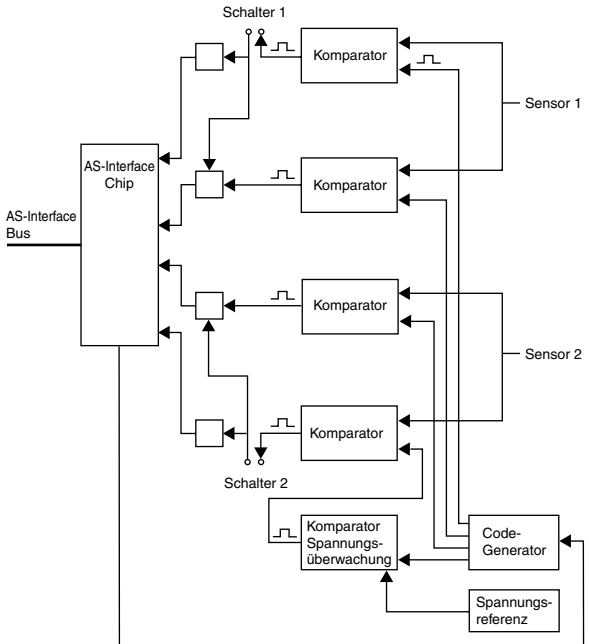 Schalter 1
Komparator
Sensor 1
AS-Interface
Chip
Komparator
AS-Interface
Bus
Komparator
Sensor 2
Komparator
Schalter 2
Komparator
Spannungs-
überwachung
Code-
Generator
Spannungs-
referenz